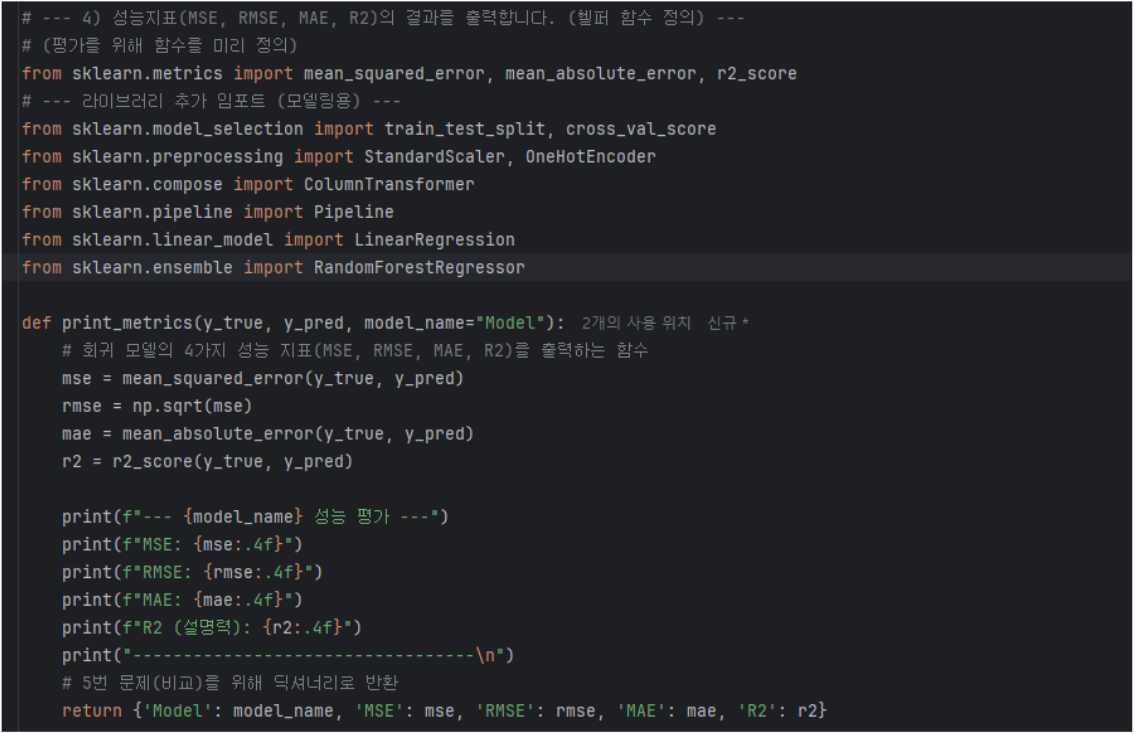 # --- 4) 성능지표(MSE, RMSE, MAE, R2)의 결과를 출력합니다. (헬퍼 함수 정의) ---
# (평가를 위해 함수를 미리 정의)
from sklearn.metrics import mean_squared_error, mean_absolute_error, r2_score
# --- 라이브러리 추가 임포트 (모델링용) ---
from sklearn.model_selection import train_test_split, cross_val_score
from sklearn.preprocessing import StandardScaler, OneHotEncoder
from sklearn.compose import ColumnTransformer
from sklearn.pipeline import Pipeline
from sklearn.linear_model import LinearRegression
from sklearn.ensemble import RandomForestRegressor
def print_metrics(y_true, y_pred, model_name="Model"): 2개의 사용 위치 신규 *
# 회귀 모델의 4가지 성능 지표(MSE, RMSE, MAE, R2)를 출력하는 함수
mse = mean_squared_error(y_true, y_pred)
rmse = np.sqrt(mse)
mae = mean_absolute_error(y_true, y_pred)
r2 = r2_score(y_true, y_pred)
print(f"--- {model_name} 성능 평가 ---")
print(f"MSE: {mse:.4f}")
print(f"RMSE: {rmse:.4f}")
print(f"MAE: {mae:.4f}")
print(f"R2 (설명력): {r2:.4f}")
print("----------------------------------\n")
# 5번 문제(비교)를 위해 딕셔너리로 반환
return {'Model': model_name, 'MSE': mse, 'RMSE': rmse, 'MAE': mae, 'R2': r2}